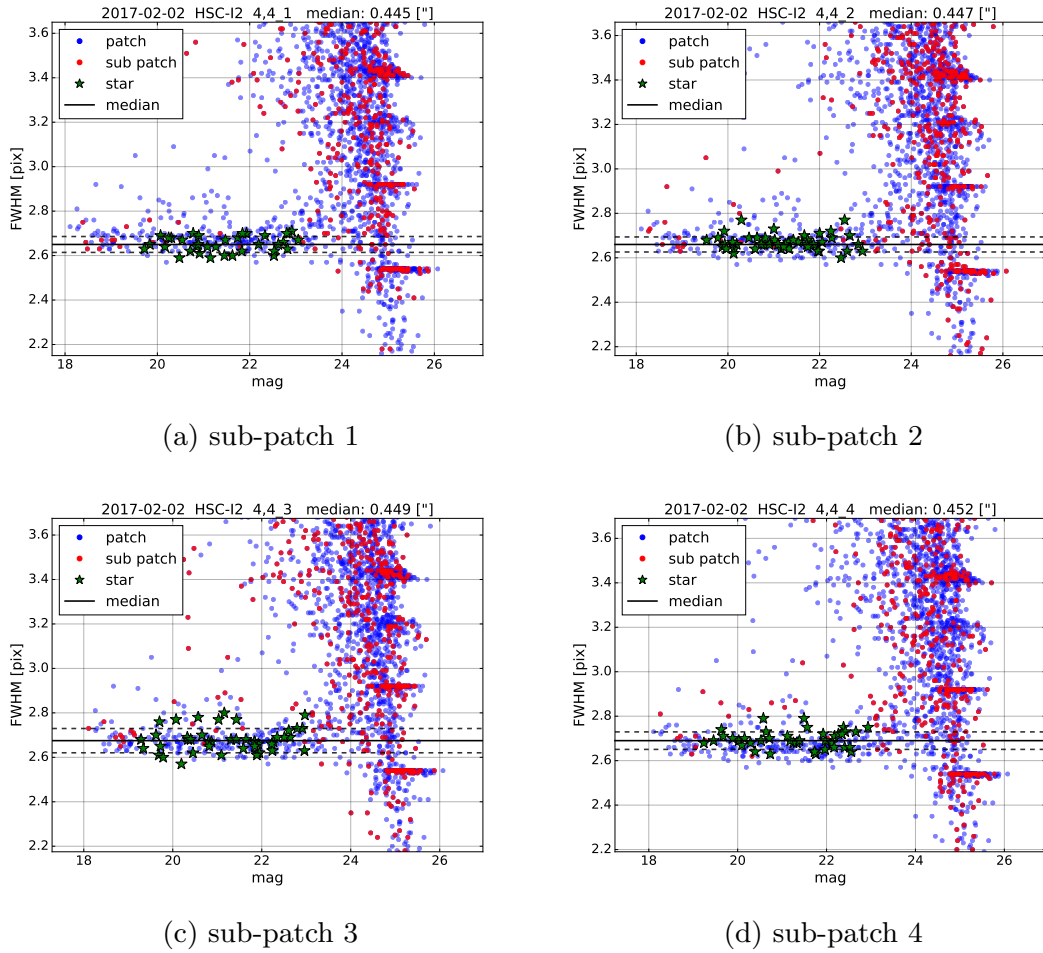 2017-02-02 HSC-I2 4,4_1 median: 0.445 ["]
3.6
3.4
3.2
3.0
2.8
2.6
2.4
2.2
FWHM [pix]
patch
sub patch
star
median
18 20 22 24 26
mag
(a) sub-patch 1
2017-02-02 HSC-I2 4,4_2 median: 0.447 ["]
3.6
3.4
3.2
3.0
2.8
2.6
2.4
2.2
FWHM [pix]
patch
sub patch
star
median
18 20 22 24 26
mag
(b) sub-patch 2
2017-02-02 HSC-I2 4,4_3 median: 0.449 ["]
3.6
3.4
3.2
3.0
2.8
2.6
2.4
2.2
FWHM [pix]
patch
sub patch
star
median
18 20 22 24 26
mag
(c) sub-patch 3
2017-02-02 HSC-I2 4,4_4 median: 0.452 ["]
3.6
3.4
3.2
3.0
2.8
2.6
2.4
2.2
FWHM [pix]
patch
sub patch
star
median
18 20 22 24 26
mag
(d) sub-patch 4